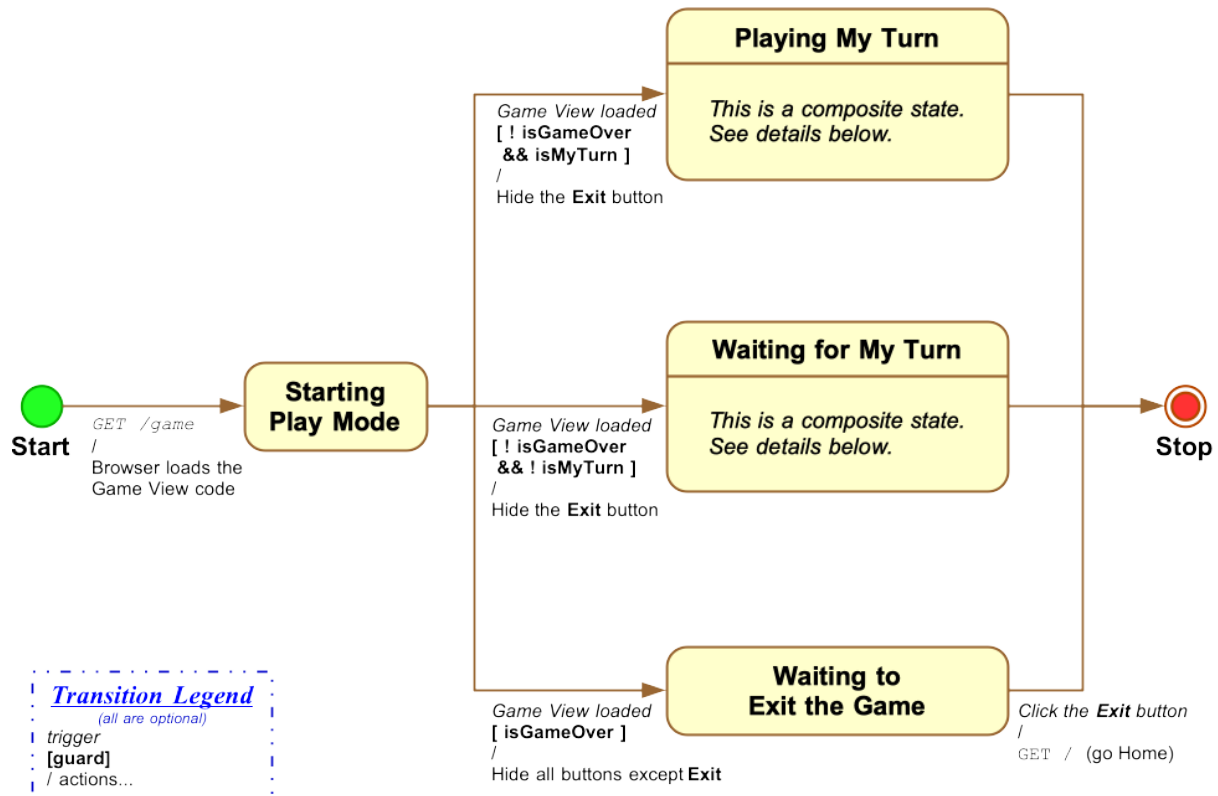 Playing My Turn
This is a composite state.
See details below.
Game View loaded
[ ! isGameOver
&& isMyTurn ]
/
Hide the Exit button
Waiting for My Turn
This is a composite state.
See details below.
Starting
Play Mode
Start
GET /game
/
Browser loads the
Game View code
Game View loaded
[ ! isGameOver
&& ! isMyTurn ]
/
Hide the Exit button
Stop
Waiting to
Exit the Game
Game View loaded
[ isGameOver ]
/
Hide all buttons except Exit
Click the Exit button
/
GET / (go Home)
Transition Legend
(all are optional)
trigger
[guard]
/ actions...